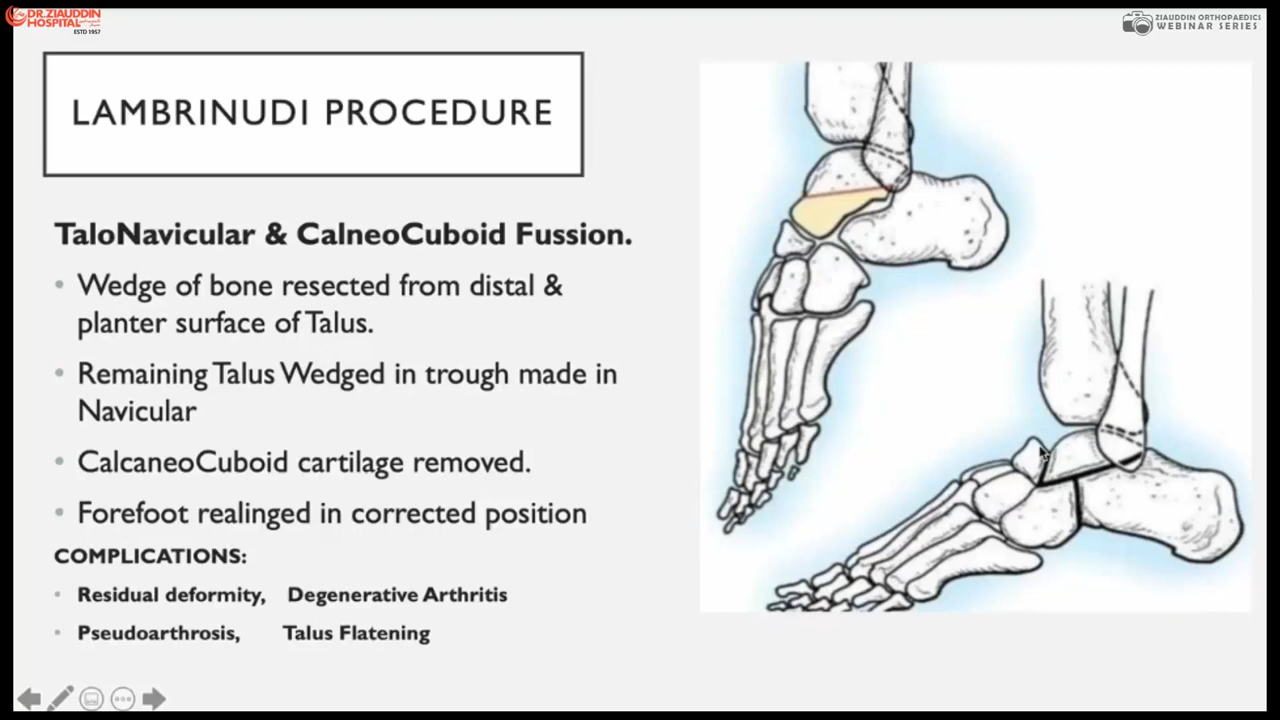 DR.ZIAUDDIN
HOSPITAL
ESTD 1957
ZIAUDDIN ORTHOPAEDICS
WEBINAR SERIES
LAMBRINUDI PROCEDURE
TaloNavicular & CalneoCuboid Fussion.
• Wedge of bone resected from distal &
planter surface of Talus.
• Remaining Talus Wedged in trough made in
Navicular
• CalcaneoCuboid cartilage removed.
• Forefoot realinged in corrected position
COMPLICATIONS:
• Residual deformity, Degenerative Arthritis
• Pseudoarthrosis, Talus Flatening